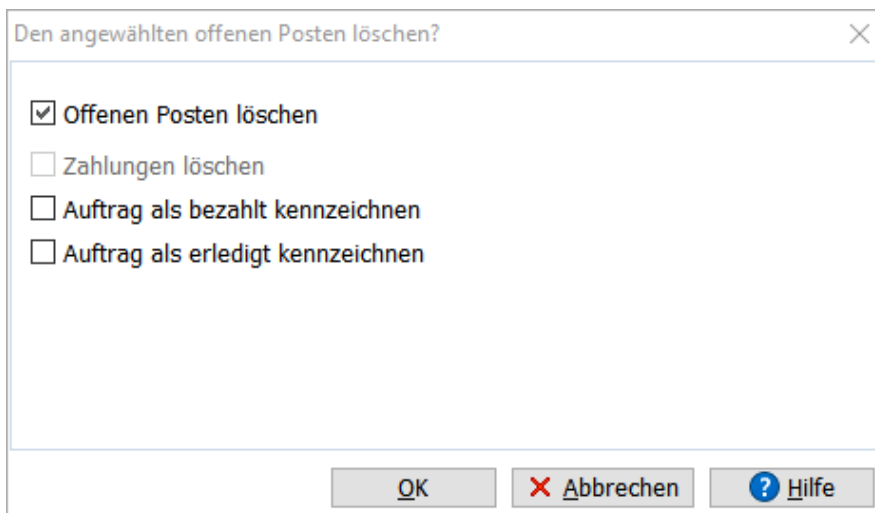 Den angewählten offenen Posten löschen?
Offenen Posten löschen
Zahlungen löschen
Auftrag als bezahlt kennzeichnen
Auftrag als erledigt kennzeichnen
OK Abbrechen Hilfe